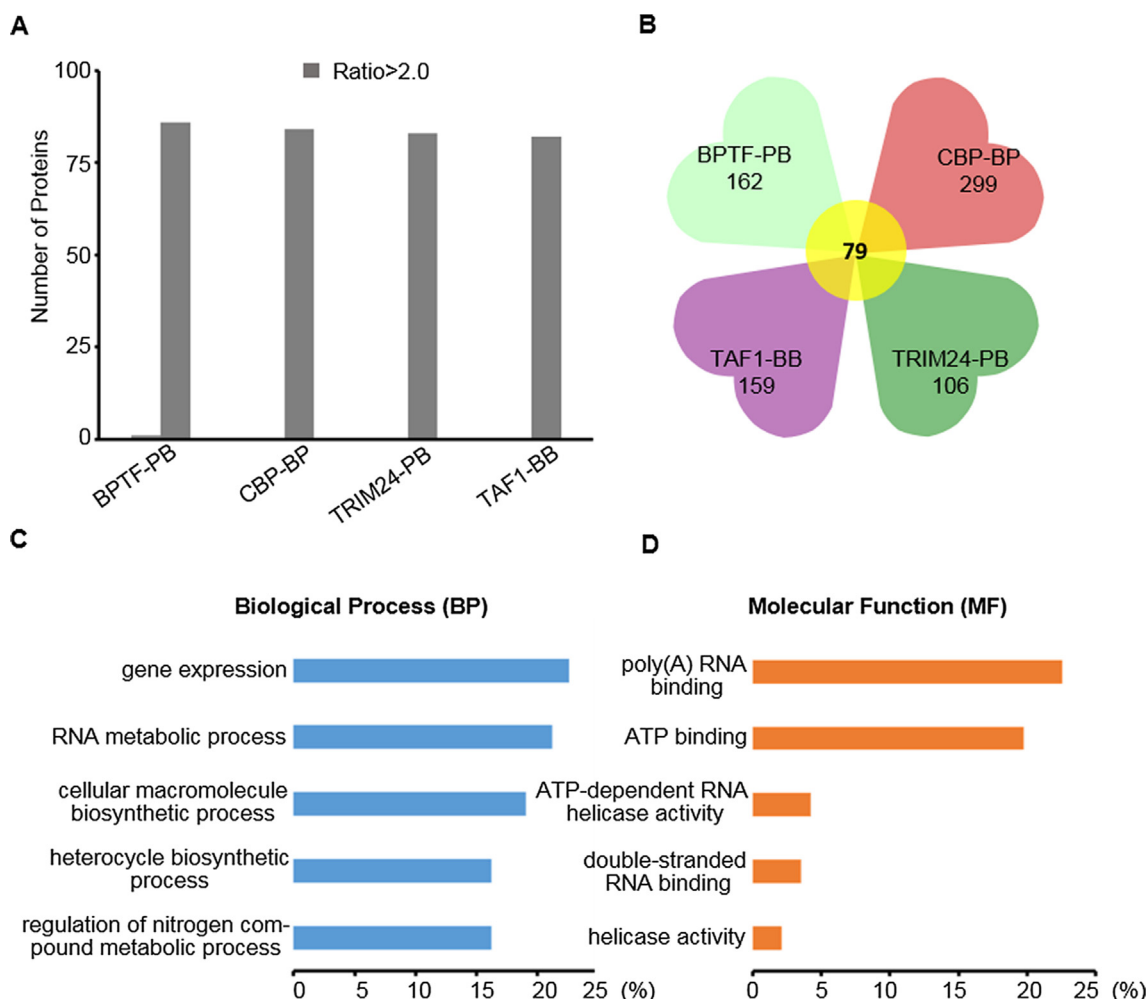 A
Ratio>2.0
Number of Proteins
100
75
50
25
0
BPTF-PB
CBP-BP
TRIM24-PB
TAF1-BB
B
BPTF-PB
162
CBP-BP
299
79
TAF1-BB
159
TRIM24-PB
106
C
Biological Process (BP)
gene expression
RNA metabolic process
cellular macromolecule
biosynthetic process
heterocycle biosynthetic
process
regulation of nitrogen com-
pound metabolic process
0 5 10 15 20 25 (%)
D
Molecular Function (MF)
poly(A) RNA
binding
ATP binding
ATP-dependent RNA
helicase activity
double-stranded
RNA binding
helicase activity
0 5 10 15 20 25 (%)